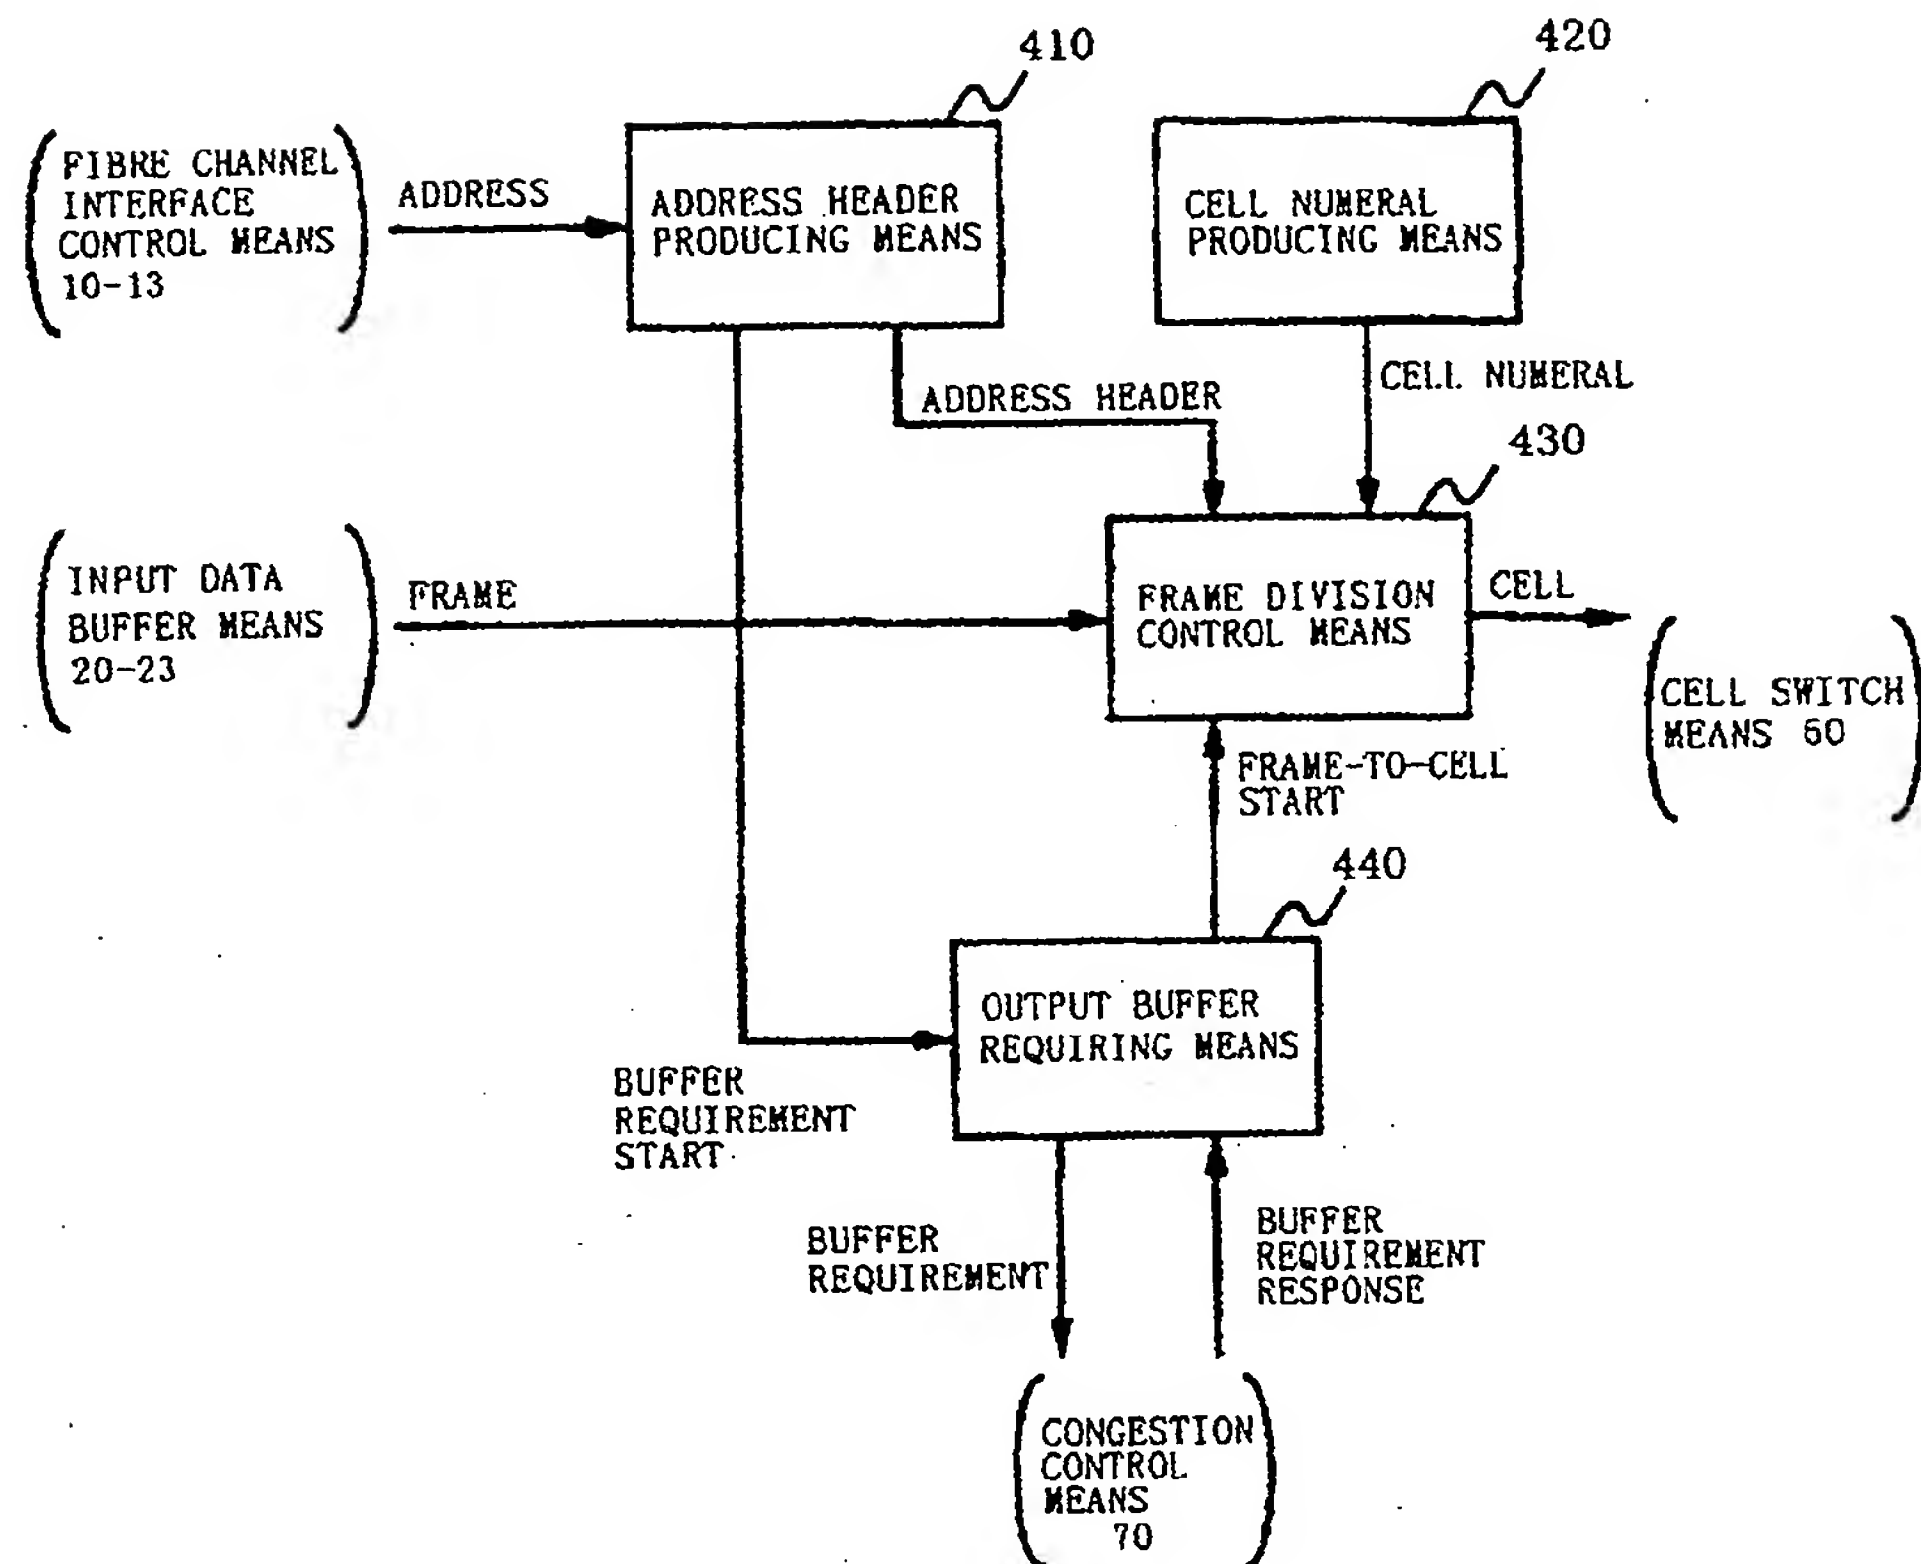 410
420
FIBRE CHANNEL
INTERFACE
CONTROL MEANS
10-13
ADDRESS
ADDRESS HEADER
PRODUCING MEANS
CELL NUMERAL
PRODUCING MEANS
ADDRESS HEADER
CELL NUMERAL
430
INPUT DATA
BUFFER MEANS
20-23
FRAME
FRAME DIVISION
CONTROL MEANS
CELL
CELL SWITCH
MEANS 60
FRAME-TO-CELL
START
440
OUTPUT BUFFER
REQUIRING MEANS
BUFFER
REQUIREMENT
START
BUFFER
REQUIREMENT
BUFFER
REQUIREMENT
RESPONSE
CONGESTION
CONTROL
MEANS
70